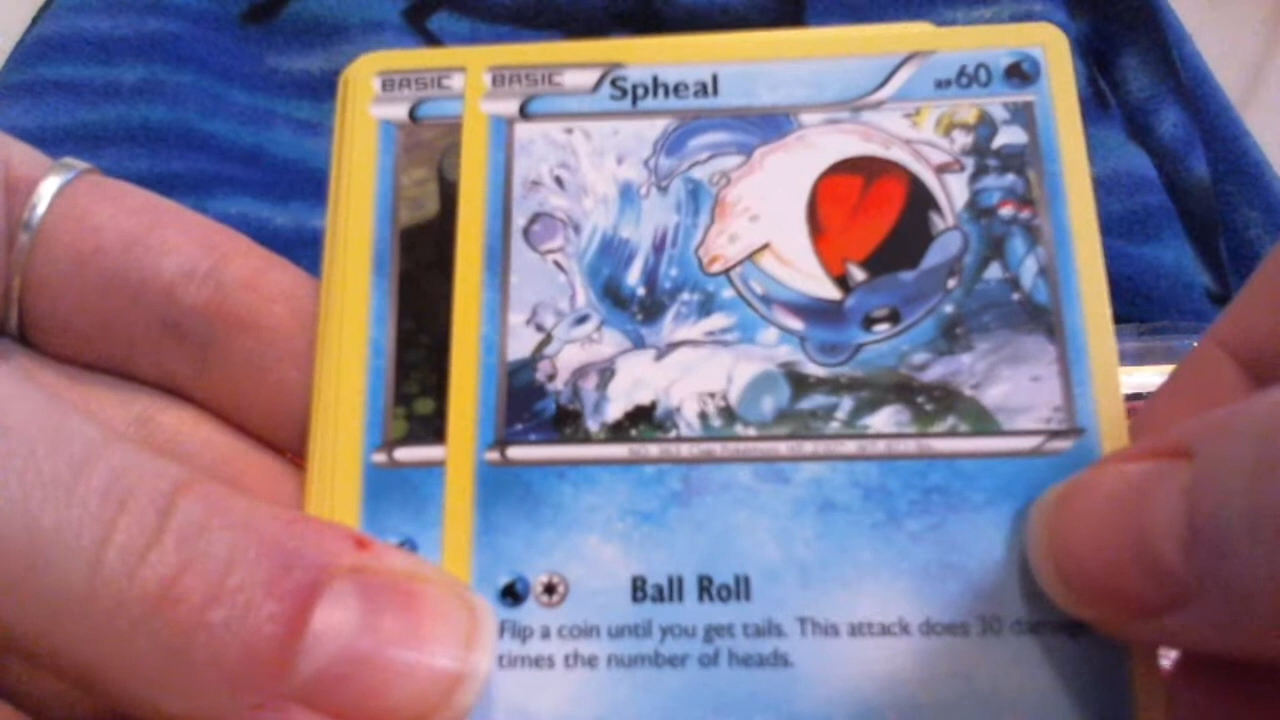 BASIC
BASIC Spheal HP60
Ball Roll
Flip a coin until you get tails. This attack does 30 damage
times the number of heads.